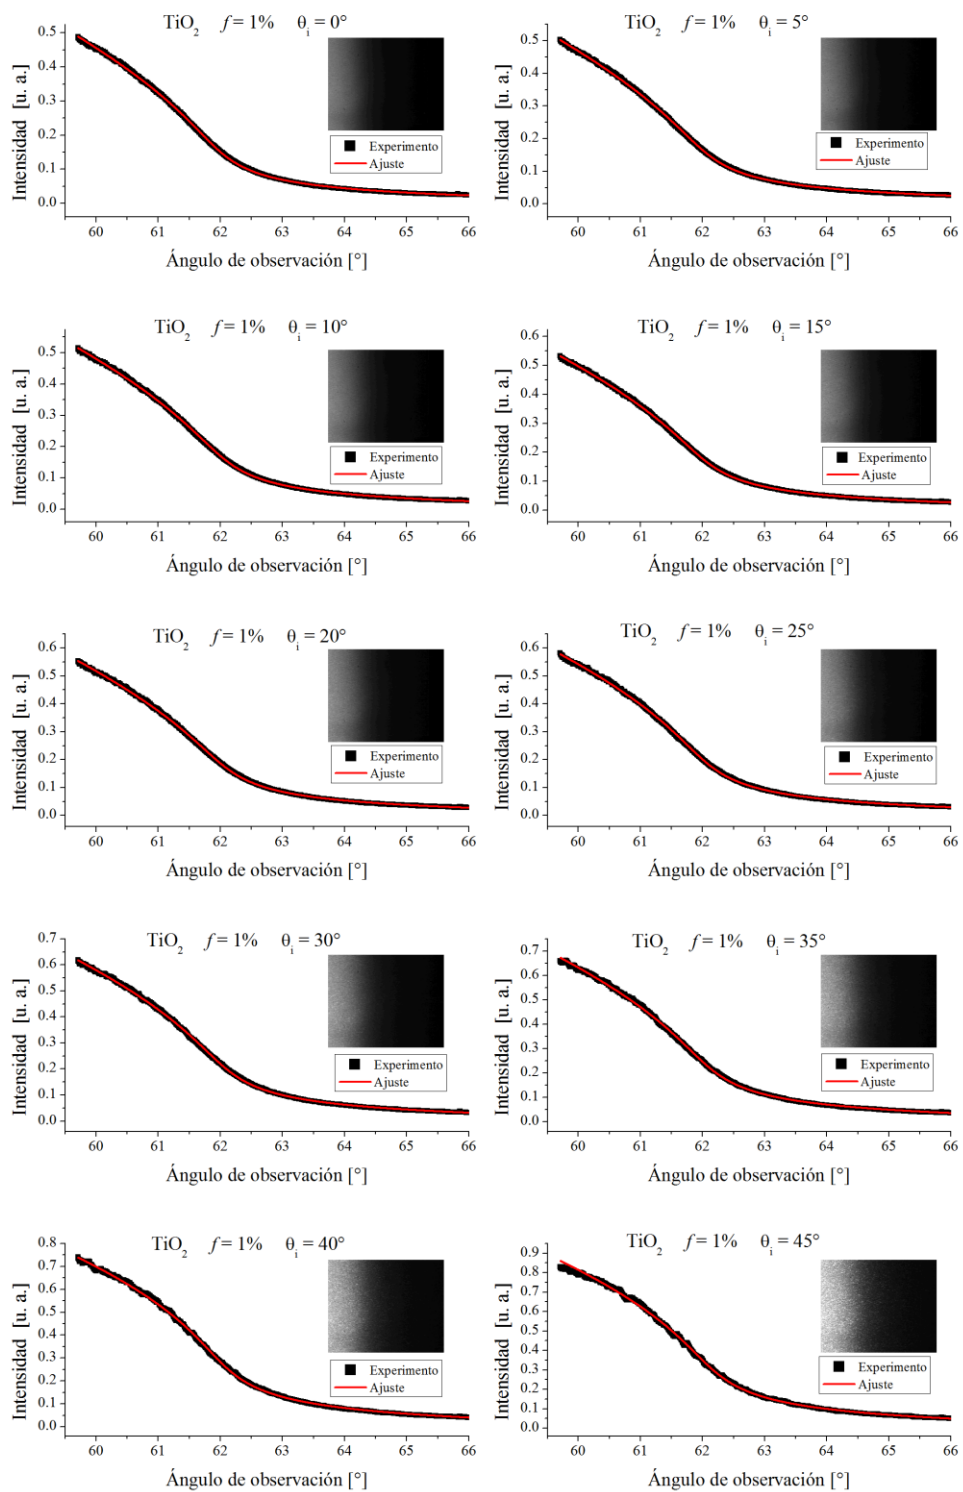 TiO2 f = 1% θi = 0°
0.5
0.4
0.3
0.2
0.1
0.0
Intensidad [u. a.]
Experimento
Ajuste
60 61 62 63 64 65 66
Ángulo de observación [°]
TiO2 f = 1% θi = 5°
0.5
0.4
0.3
0.2
0.1
0.0
Intensidad [u. a.]
Experimento
Ajuste
60 61 62 63 64 65 66
Ángulo de observación [°]
TiO2 f = 1% θi = 10°
0.5
0.4
0.3
0.2
0.1
0.0
Intensidad [u. a.]
Experimento
Ajuste
60 61 62 63 64 65 66
Ángulo de observación [°]
TiO2 f = 1% θi = 15°
0.6
0.5
0.4
0.3
0.2
0.1
0.0
Intensidad [u. a.]
Experimento
Ajuste
60 61 62 63 64 65 66
Ángulo de observación [°]
TiO2 f = 1% θi = 20°
0.6
0.5
0.4
0.3
0.2
0.1
0.0
Intensidad [u. a.]
Experimento
Ajuste
60 61 62 63 64 65 66
Ángulo de observación [°]
TiO2 f = 1% θi = 25°
0.6
0.5
0.4
0.3
0.2
0.1
0.0
Intensidad [u. a.]
Experimento
Ajuste
60 61 62 63 64 65 66
Ángulo de observación [°]
TiO2 f = 1% θi = 30°
0.7
0.6
0.5
0.4
0.3
0.2
0.1
0.0
Intensidad [u. a.]
Experimento
Ajuste
60 61 62 63 64 65 66
Ángulo de observación [°]
TiO2 f = 1% θi = 35°
0.7
0.6
0.5
0.4
0.3
0.2
0.1
0.0
Intensidad [u. a.]
Experimento
Ajuste
60 61 62 63 64 65 66
Ángulo de observación [°]
TiO2 f = 1% θi = 40°
0.8
0.7
0.6
0.5
0.4
0.3
0.2
0.1
0.0
Intensidad [u. a.]
Experimento
Ajuste
60 61 62 63 64 65 66
Ángulo de observación [°]
TiO2 f = 1% θi = 45°
0.9
0.8
0.7
0.6
0.5
0.4
0.3
0.2
0.1
0.0
Intensidad [u. a.]
Experimento
Ajuste
60 61 62 63 64 65 66
Ángulo de observación [°]